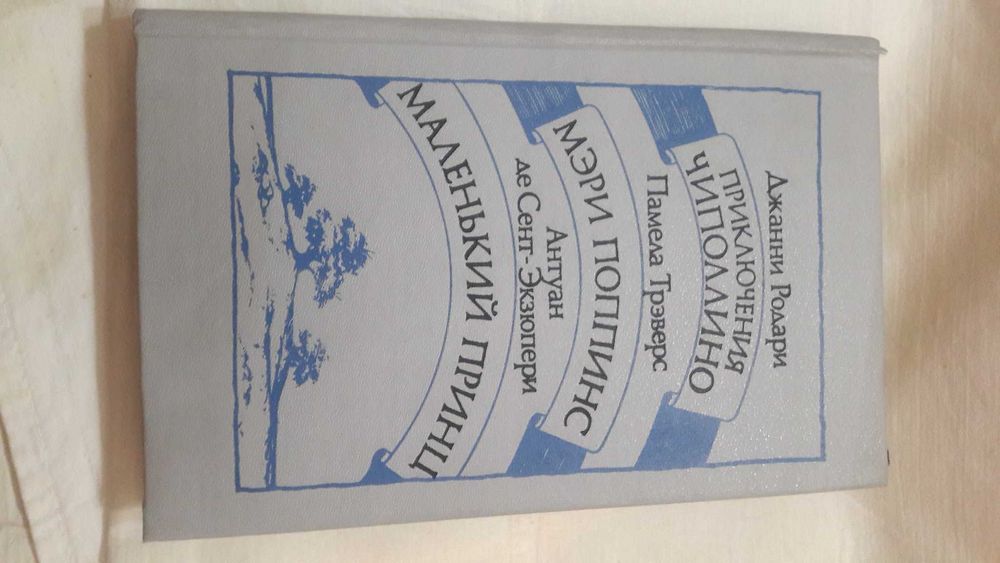 Джанни Родари
ПРИКЛЮЧЕНИЯ
ЧИПОЛЛИНО
Памела Трэверс
МЭРИ ПОППИНС
Антуан
де Сент-Экзюпери
МАЛЕНЬКИЙ ПРИНЦ